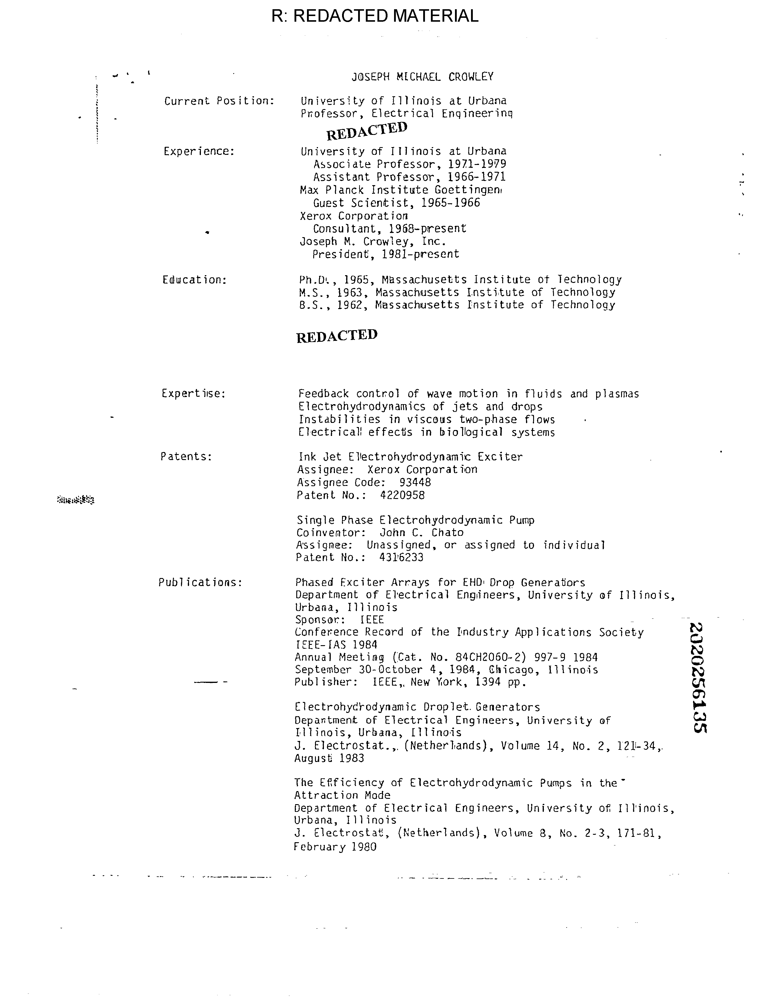 R: REDACTED MATERIAL
JOSEPH MICHAEL CROWLEY
Current Position: University of Illinois at Urbana
Professor, Electrical Engineering
REDACTED
Experience: University of Illinois at Urbana
Associate Professor, 1971-1979
Assistant Professor, 1966-1971
Max Planck Institute Goettingen
Guest Scientist, 1965-1966
Xerox Corporation
Consultant, 1968-present
Joseph M. Crowley, Inc.
President, 1981-present
Education: Ph.D., 1965, Massachusetts Institute of Technology
M.S., 1963, Massachusetts Institute of Technology
B.S., 1962, Massachusetts Institute of Technology
REDACTED
Expertise: Feedback control of wave motion in fluids and plasmas
Electrohydrodynamics of jets and drops
Instabilities in viscous two-phase flows
Electrical effects in biological systems
Patents: Ink Jet Electrohydrodynamic Exciter
Assignee: Xerox Corporation
Assignee Code: 93448
Patent No.: 4220958
Single Phase Electrohydrodynamic Pump
Coinventor: John C. Chato
Assignee: Unassigned, or assigned to individual
Patent No.: 4316233
Publications: Phased Exciter Arrays for EHD Drop Generators
Department of Electrical Engineers, University of Illinois,
Urbana, Illinois
Sponsor: IEEE
Conference Record of the Industry Applications Society
IEEE-IAS 1984
Annual Meeting (Cat. No. 84CH2060-2) 997-9 1984
September 30-October 4, 1984, Chicago, Illinois
Publisher: IEEE, New York, 1394 pp.
Electrohydrodynamic Droplet Generators
Department of Electrical Engineers, University of
Illinois, Urbana, Illinois
J. Electrostat., (Netherlands), Volume 14, No. 2, 121-34,
August 1983
The Efficiency of Electrohydrodynamic Pumps in the
Attraction Mode
Department of Electrical Engineers, University of Illinois,
Urbana, Illinois
J. Electrostat, (Netherlands), Volume 8, No. 2-3, 171-81,
February 1980
2020256135